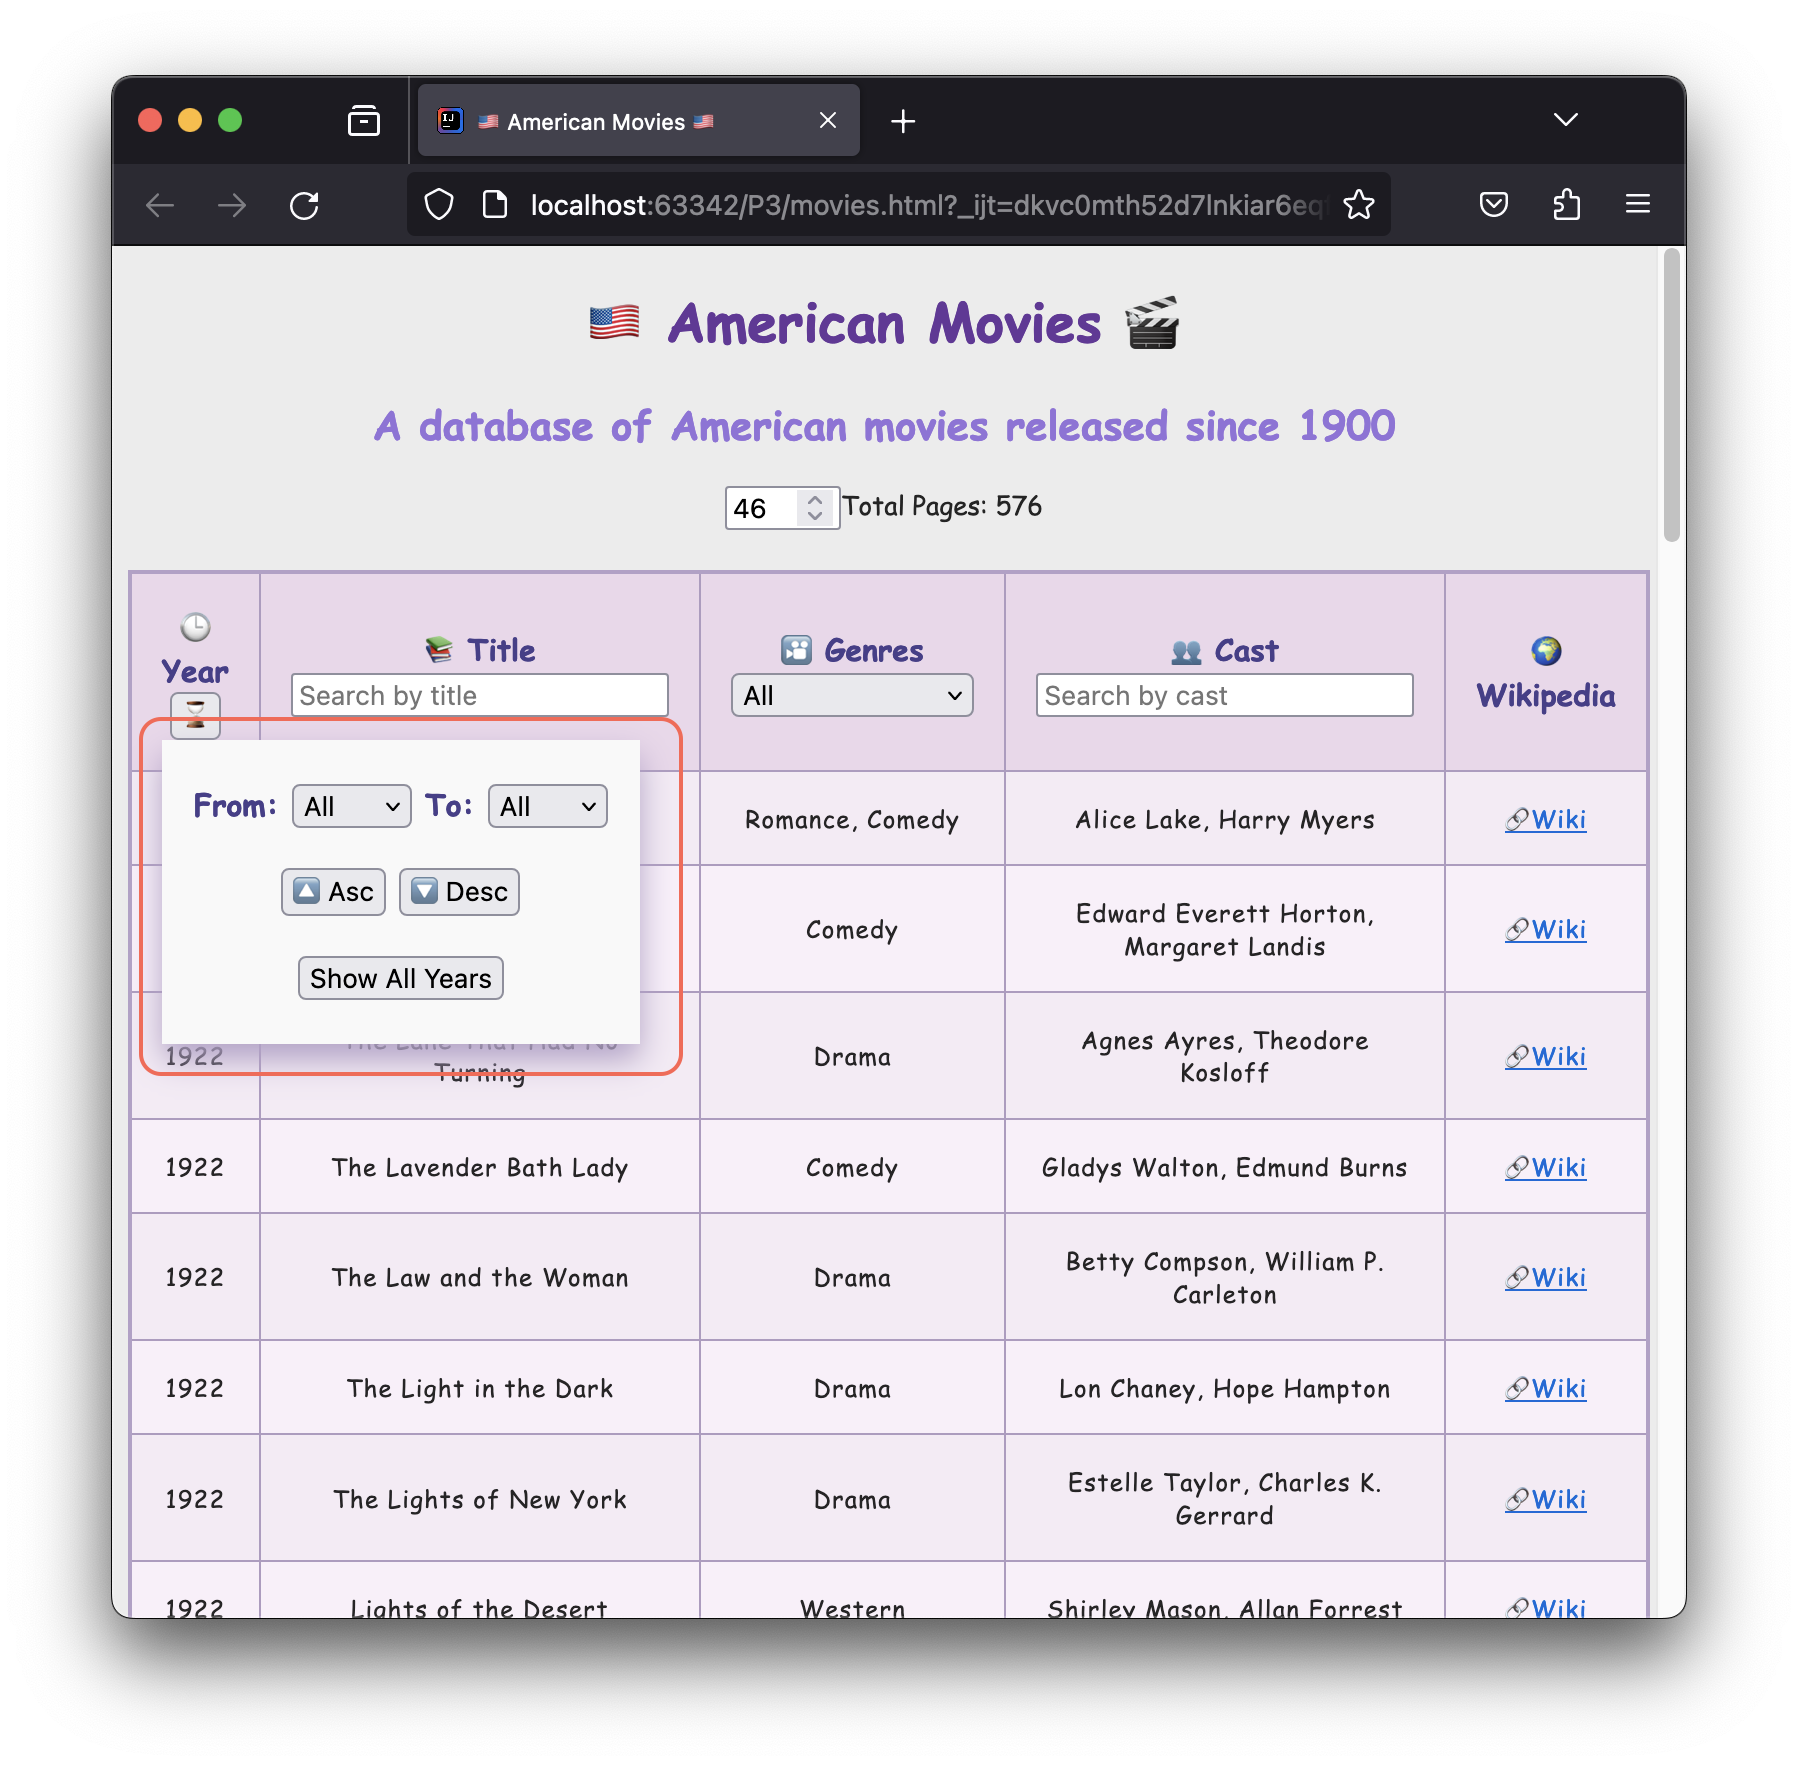 🇺🇸 American Movies 🇺🇸
localhost:63342/P3/movies.html?_ijt=dkvc0mth52d7lnkiar6eq
🇺🇸 American Movies 🎬
A database of American movies released since 1900
46 Total Pages: 576
🕒 Year ⏳
📚 Title
Search by title
🎦 Genres
All
👥 Cast
Search by cast
🌍 Wikipedia
From: All To: All
🔼 Asc 🔽 Desc
Show All Years
Romance, Comedy Alice Lake, Harry Myers 🔗Wiki
Comedy Edward Everett Horton, Margaret Landis 🔗Wiki
1922 The Lane That Had No Turning Drama Agnes Ayres, Theodore Kosloff 🔗Wiki
1922 The Lavender Bath Lady Comedy Gladys Walton, Edmund Burns 🔗Wiki
1922 The Law and the Woman Drama Betty Compson, William P. Carleton 🔗Wiki
1922 The Light in the Dark Drama Lon Chaney, Hope Hampton 🔗Wiki
1922 The Lights of New York Drama Estelle Taylor, Charles K. Gerrard 🔗Wiki
1922 Lights of the Desert Western Shirley Mason, Allan Forrest 🔗Wiki